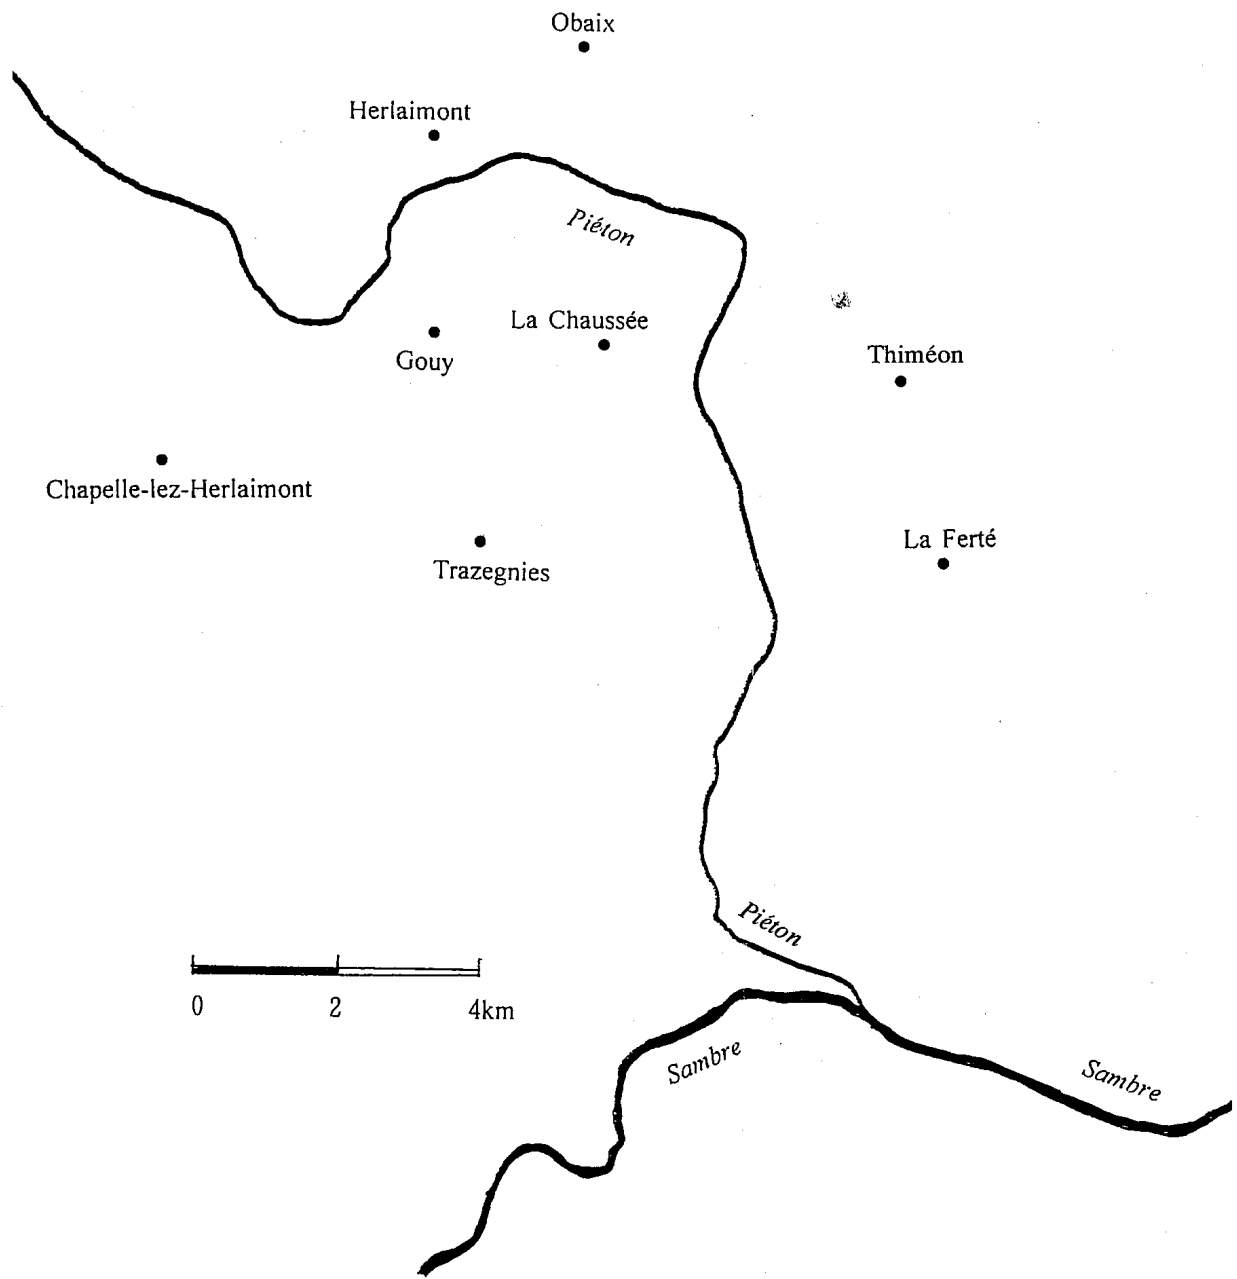 Obaix
Herlaimont
Piéton
La Chaussée
Gouy
Thiméon
Chapelle-lez-Herlaimont
La Ferté
Trazegnies
Piéton
0 2 4km
Sambre
Sambre